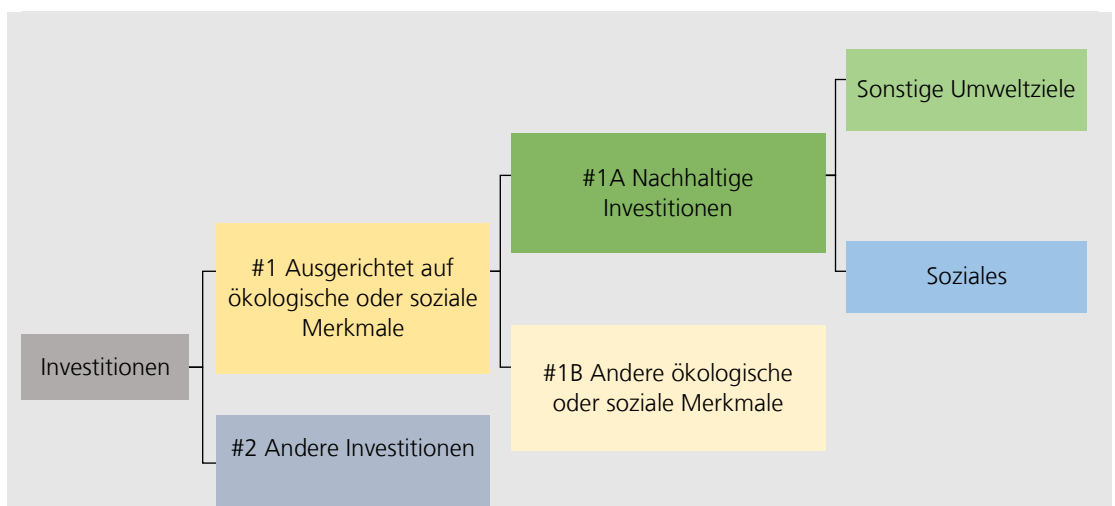 Sonstige Umweltziele
#1A Nachhaltige
Investitionen
#1 Ausgerichtet auf
ökologische oder soziale
Merkmale
Soziales
Investitionen
#1B Andere ökologische
oder soziale Merkmale
#2 Andere Investitionen